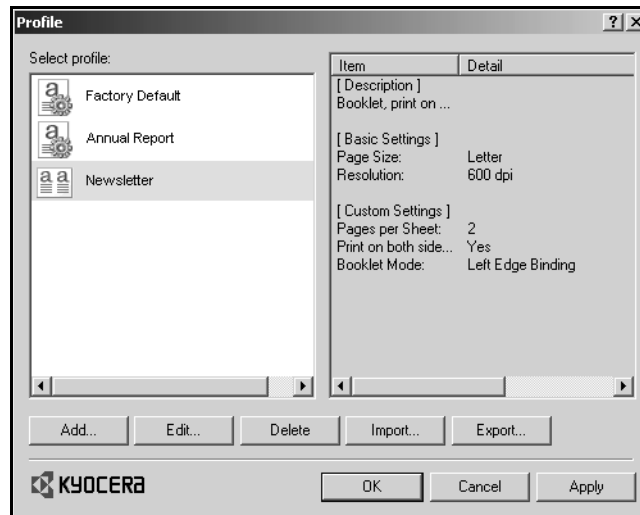 Profile
Select profile:
Factory Default
Annual Report
Newsletter
Item Detail
[ Description ]
Booklet, print on ...
[ Basic Settings ]
Page Size: Letter
Resolution: 600 dpi
[ Custom Settings ]
Pages per Sheet: 2
Print on both side... Yes
Booklet Mode: Left Edge Binding
Add... Edit... Delete Import... Export...
KYOCERA OK Cancel Apply